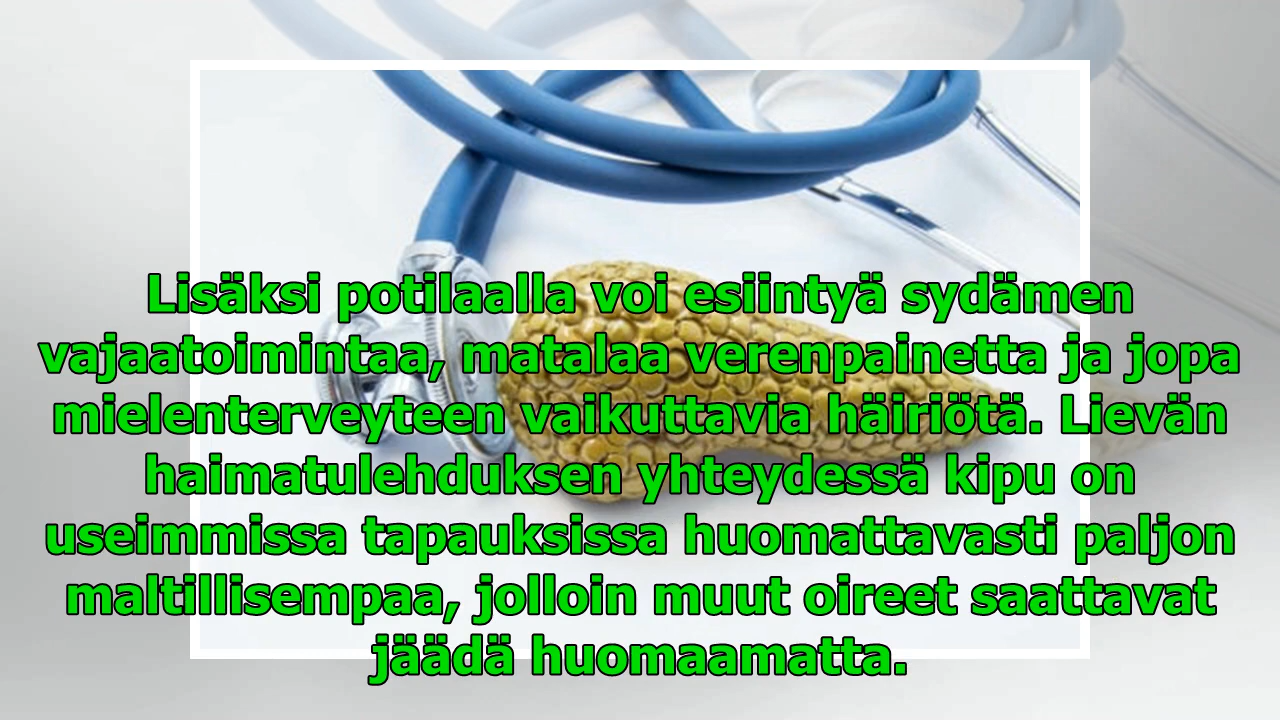 Lisäksi potilaalla voi esiintyä sydämen
vajaatoimintaa, matalaa verenpainetta ja jopa
mielenterveyteen vaikuttavia häiriötä. Lievän
haimatulehduksen yhteydessä kipu on
useimmissa tapauksissa huomattavasti paljon
maltillisempaa, jolloin muut oireet saattavat
jäädä huomaamatta.